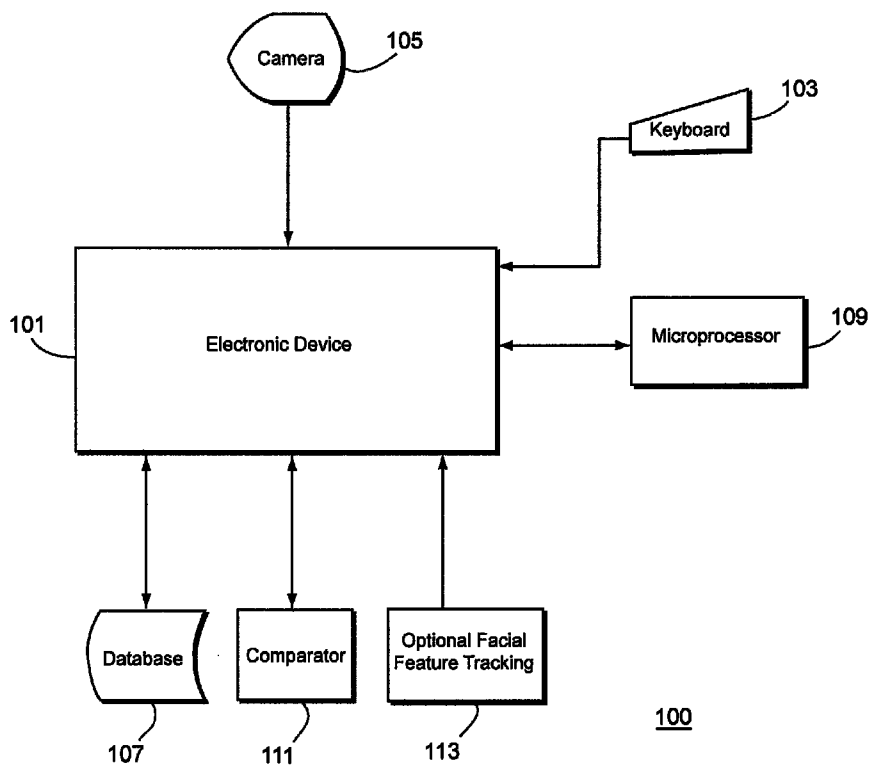 Camera
105
Keyboard
103
101
Electronic Device
Microprocessor
109
Database
107
Comparator
111
Optional Facial
Feature Tracking
113
100